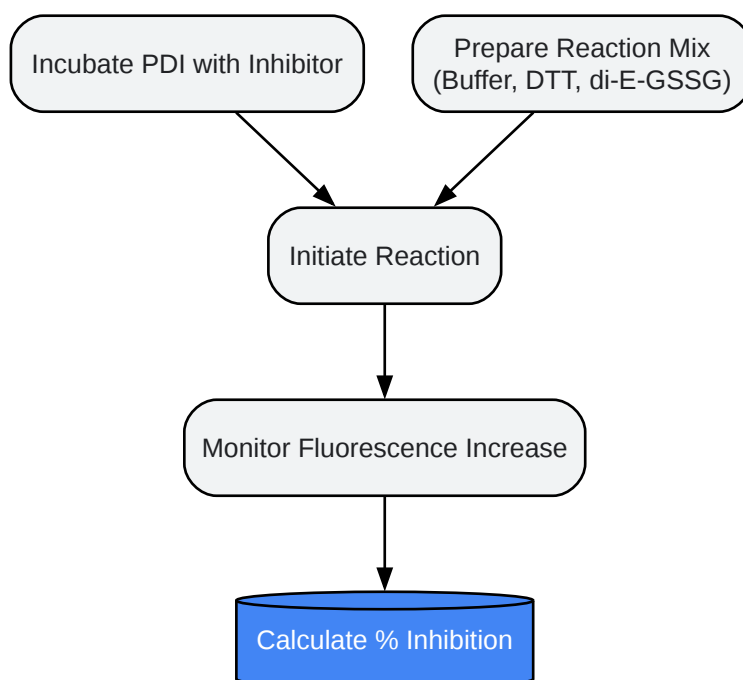 Incubate PDI with Inhibitor
Prepare Reaction Mix
(Buffer, DTT, di-E-GSSG)
Initiate Reaction
Monitor Fluorescence Increase
Calculate % Inhibition